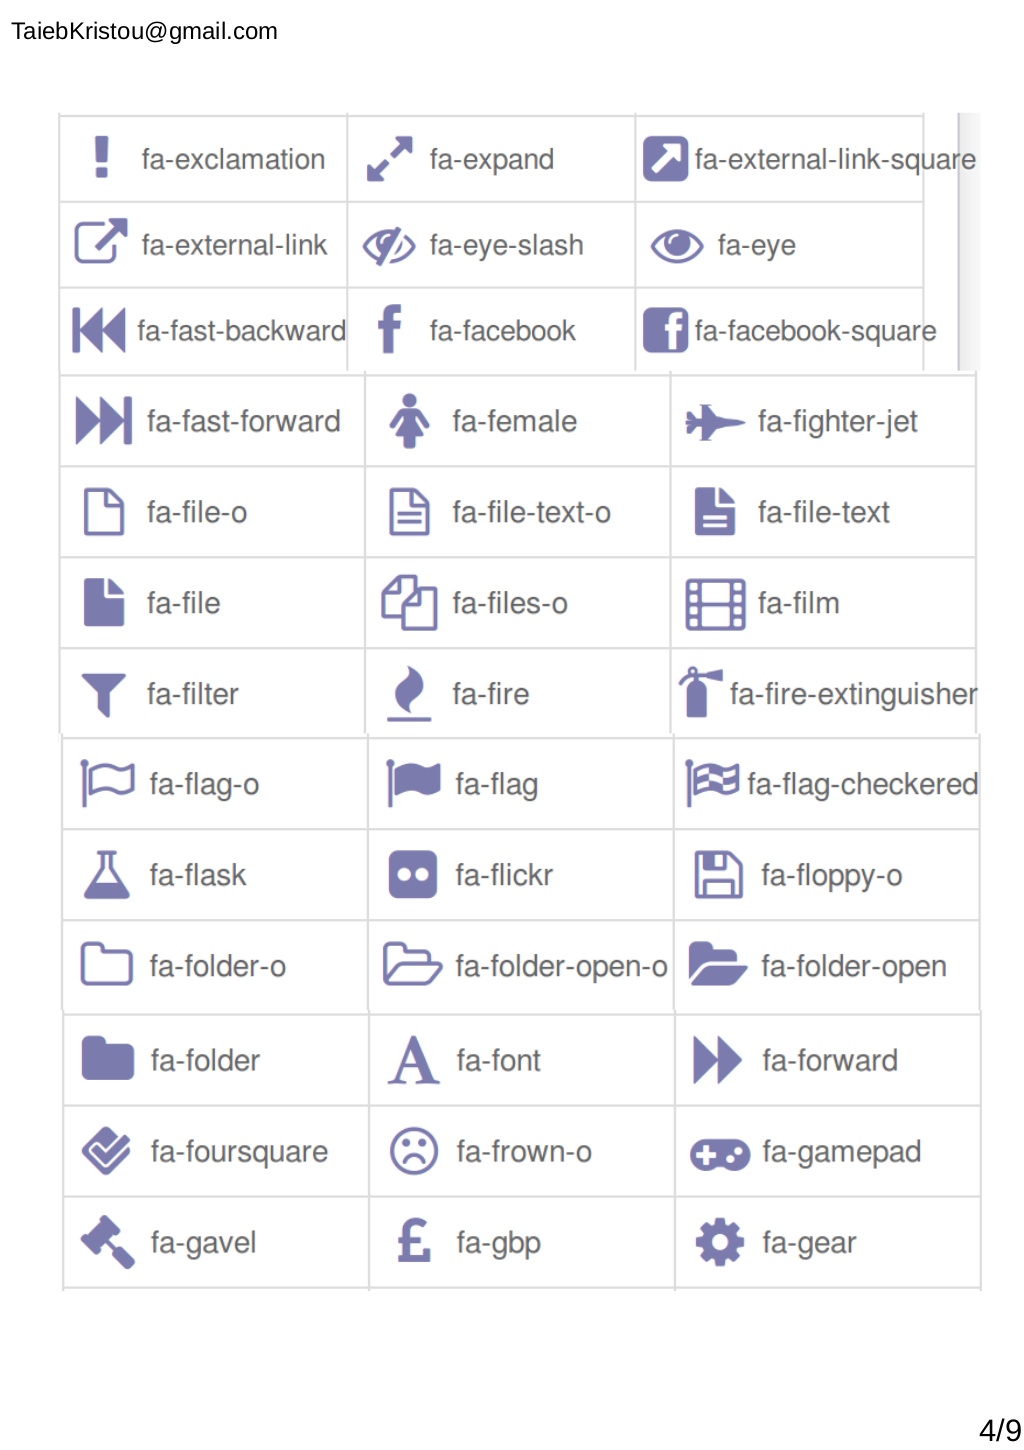 TaiebKristou@gmail.com
fa-exclamation fa-expand fa-external-link-square
fa-external-link fa-eye-slash fa-eye
fa-fast-backward fa-facebook fa-facebook-square
fa-fast-forward fa-female fa-fighter-jet
fa-file-o fa-file-text-o fa-file-text
fa-file fa-files-o fa-film
fa-filter fa-fire fa-fire-extinguisher
fa-flag-o fa-flag fa-flag-checkered
fa-flask fa-flickr fa-floppy-o
fa-folder-o fa-folder-open-o fa-folder-open
fa-folder fa-font fa-forward
fa-foursquare fa-frown-o fa-gamepad
fa-gavel fa-gbp fa-gear
4/9